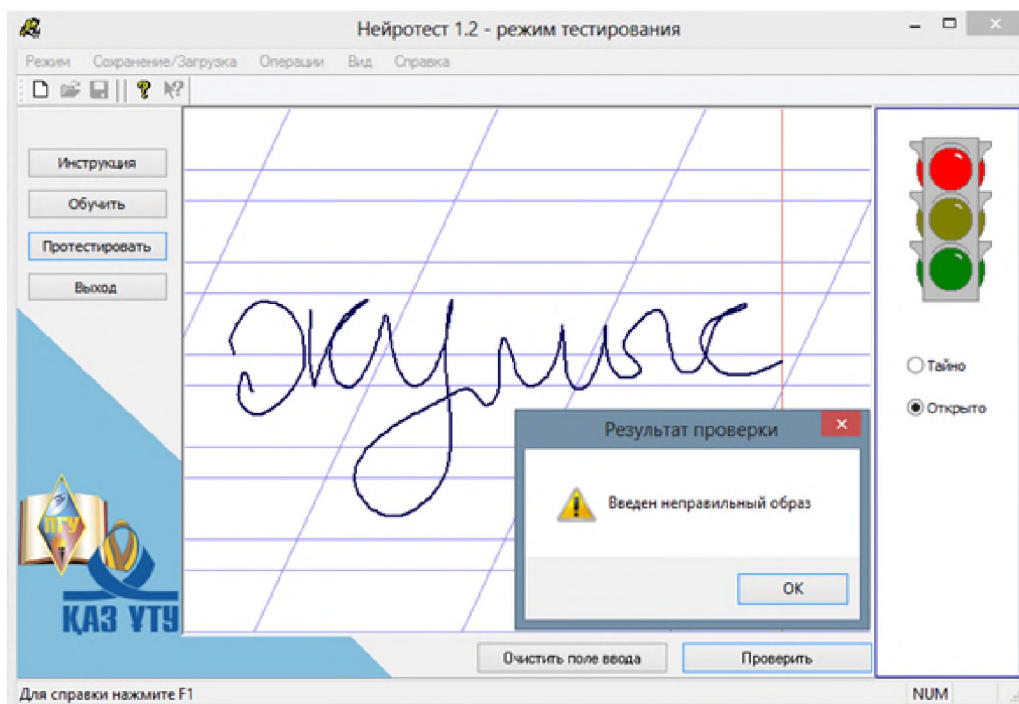 Нейротест 1.2 - режим тестирования
Режим Сохранение/Загрузка Операции Вид Справка
Инструкция
Обучить
Протестировать
Выход
жумыс
Тайно
Открыто
Результат проверки
Введен неправильный образ
OK
ПГУ
ҚАЗ ҰТУ
Очистить поле ввода Проверить
Для справки нажмите F1 NUM